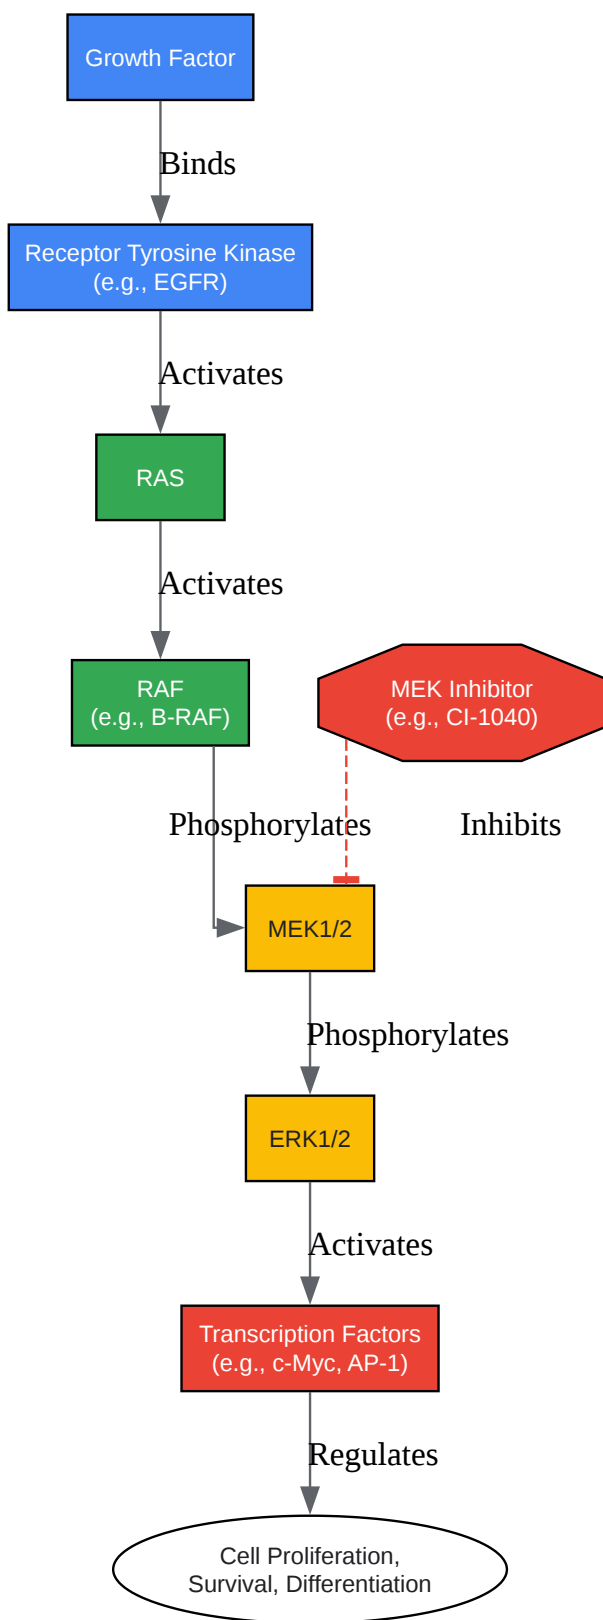 Growth Factor
Binds
Receptor Tyrosine Kinase
(e.g., EGFR)
Activates
RAS
Activates
RAF
(e.g., B-RAF)
MEK Inhibitor
(e.g., CI-1040)
Phosphorylates
Inhibits
MEK1/2
Phosphorylates
ERK1/2
Activates
Transcription Factors
(e.g., c-Myc, AP-1)
Regulates
Cell Proliferation,
Survival, Differentiation